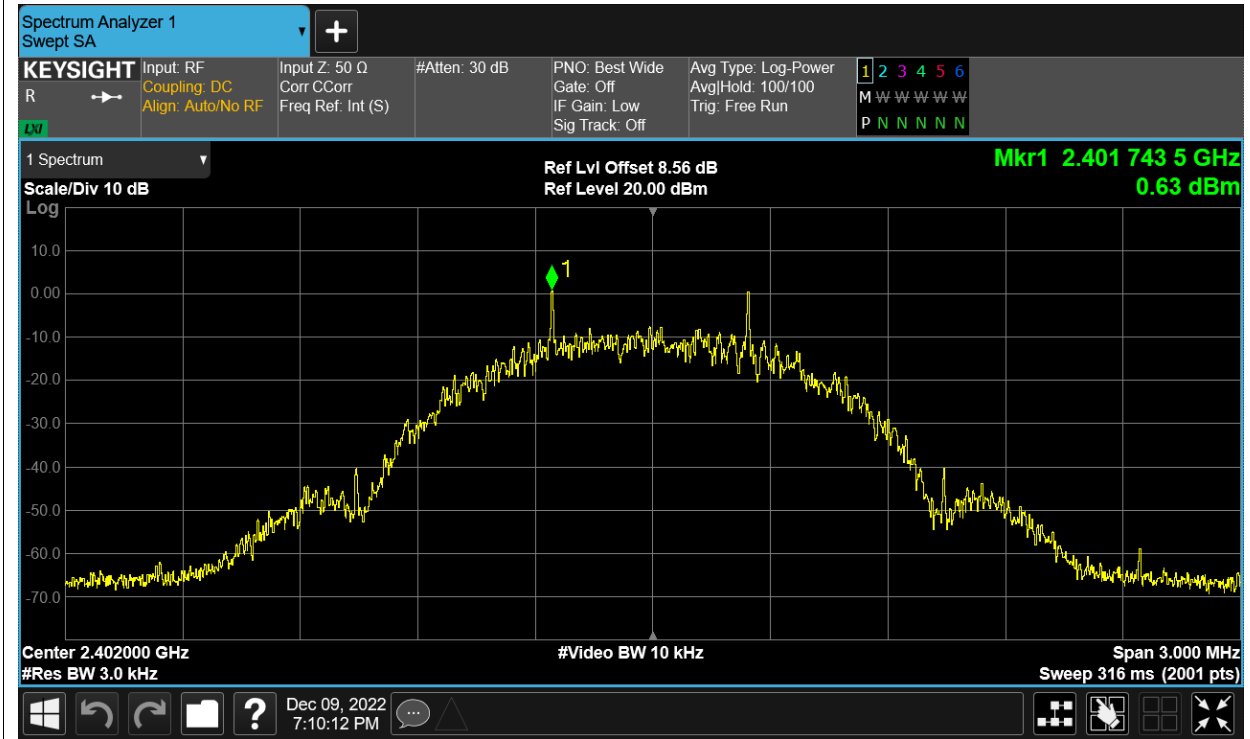 Spectrum Analyzer 1
Swept SA
KEYSIGHT
R
LXI
Input: RF
Coupling: DC
Align: Auto/No RF
Input Z: 50 Ω
Corr CCorr
Freq Ref: Int (S)
#Atten: 30 dB
PNO: Best Wide
Gate: Off
IF Gain: Low
Sig Track: Off
Avg Type: Log-Power
Avg|Hold: 100/100
Trig: Free Run
1 2 3 4 5 6
M W W W W W
P N N N N N
1 Spectrum
Scale/Div 10 dB
Log
Ref Lvl Offset 8.56 dB
Ref Level 20.00 dBm
Mkr1 2.401 743 5 GHz
0.63 dBm
1
10.0
0.00
-10.0
-20.0
-30.0
-40.0
-50.0
-60.0
-70.0
Center 2.402000 GHz
#Res BW 3.0 kHz
#Video BW 10 kHz
Span 3.000 MHz
Sweep 316 ms (2001 pts)
?
Dec 09, 2022
7:10:12 PM